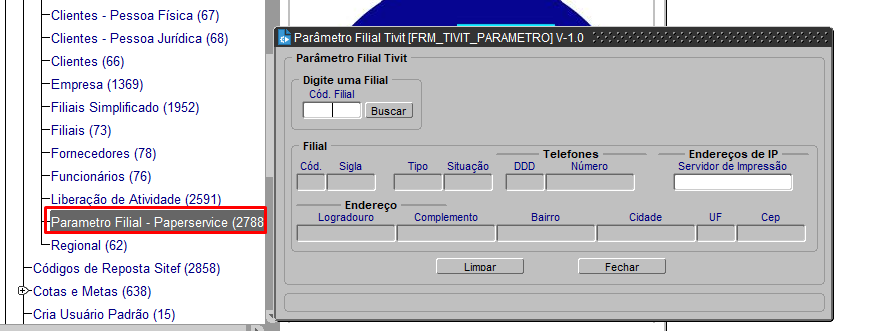 Clientes - Pessoa Física (67)
Clientes - Pessoa Jurídica (68)
Clientes (66)
Empresa (1369)
Filiais Simplificado (1952)
Filiais (73)
Fornecedores (78)
Funcionários (76)
Liberação de Atividade (2591)
Parametro Filial - Paperservice (2788
Regional (62)
Códigos de Reposta Sitef (2858)
Cotas e Metas (638)
Cria Usuário Padrão (15)
Parâmetro Filial Tivit [FRM_TIVIT_PARAMETRO] V-1.0
Parâmetro Filial Tivit
Digite uma Filial
Cód. Filial
Buscar
Filial
Telefones
Endereços de IP
Cód. Sigla Tipo Situação DDD Número Servidor de Impressão
Endereço
Logradouro Complemento Bairro Cidade UF Cep
Limpar Fechar